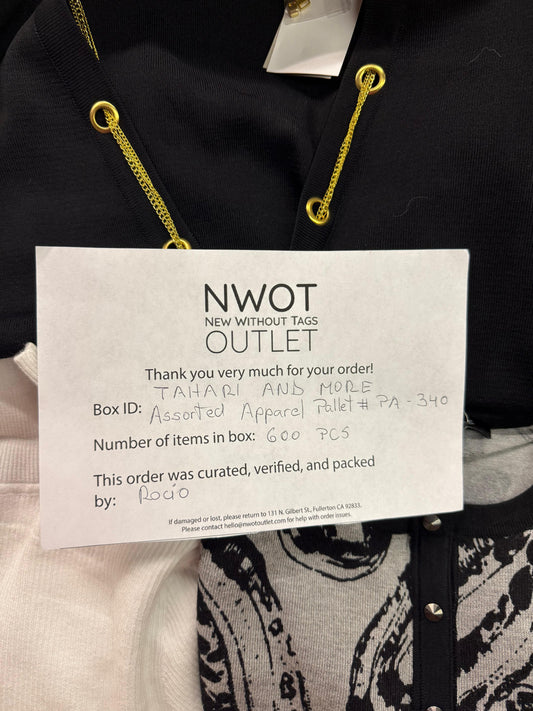 NWOT
NEW WITHOUT TAGS
OUTLET
Thank you very much for your order!
TAHARI AND MORE
Box ID: Assorted Apparel Pallet # PA-340
Number of items in box: 600 PCS
This order was curated, verified, and packed
by: Rocio
If damaged or lost, please return to 131 N. Gilbert St., Fullerton CA 92833.
Please contact hello@nwotoutlet.com for help with order issues.